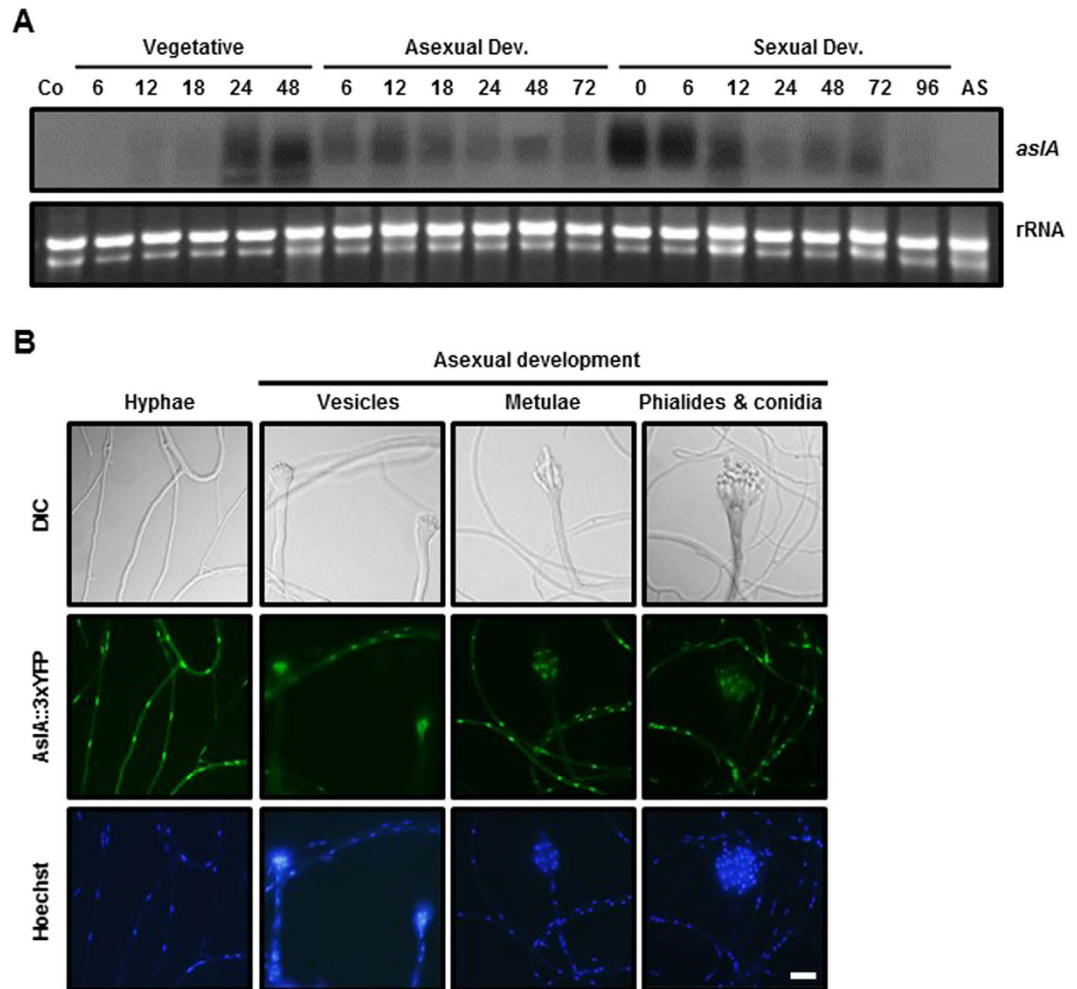 A
Vegetative Asexual Dev. Sexual Dev.
Co 6 12 18 24 48 6 12 18 24 48 72 0 6 12 24 48 72 96 AS
aslA
rRNA
B
Asexual development
Hyphae Vesicles Metulae Phialides & conidia
DIC
AslA::3xYFP
Hoechst